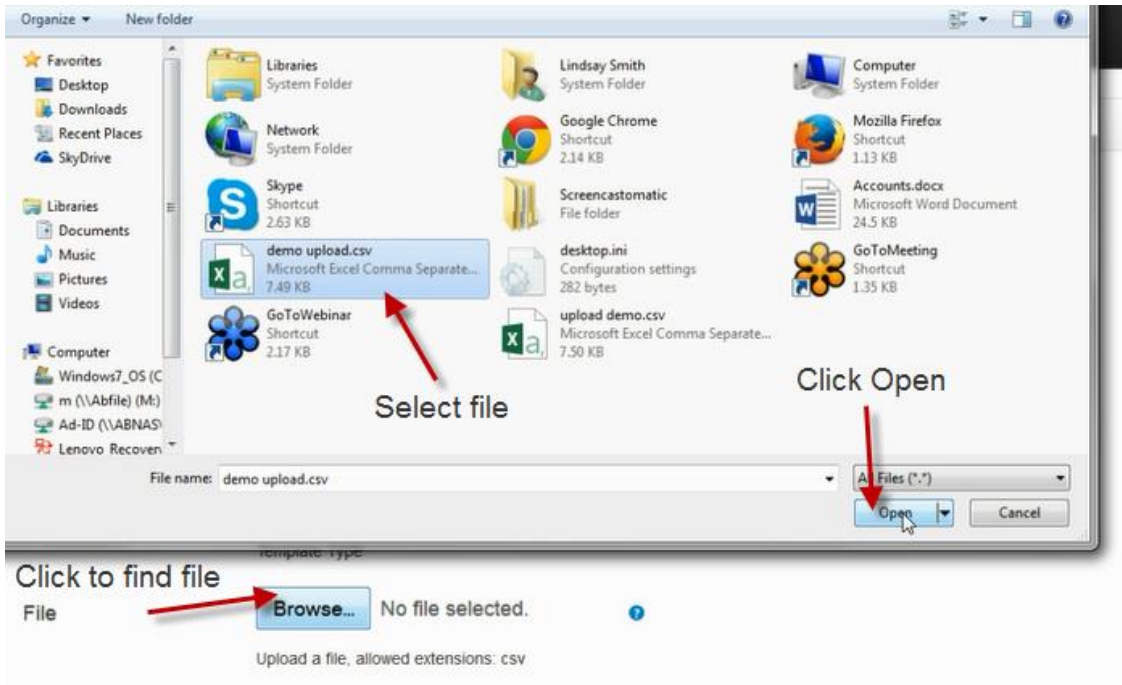 Organize New folder
Favorites
Desktop
Downloads
Recent Places
SkyDrive
Libraries
Documents
Music
Pictures
Videos
Computer
Windows7_OS (C
m (\\Abfile) (M:)
Ad-ID (\\ABNAS
Lenovo Recoven
Libraries
System Folder
Lindsay Smith
System Folder
Computer
System Folder
Network
System Folder
Google Chrome
Shortcut
2.14 KB
Mozilla Firefox
Shortcut
1.13 KB
Skype
Shortcut
2.63 KB
Screencastomatic
File folder
Accounts.docx
Microsoft Word Document
24.5 KB
demo upload.csv
Microsoft Excel Comma Separate...
7.49 KB
desktop.ini
Configuration settings
282 bytes
GoToMeeting
Shortcut
1.35 KB
GoToWebinar
Shortcut
2.17 KB
upload demo.csv
Microsoft Excel Comma Separate...
7.50 KB
Select file
Click Open
File name: demo upload.csv
All Files (*.*)
Open Cancel
Template Type
Click to find file
File Browse... No file selected.
Upload a file, allowed extensions: csv